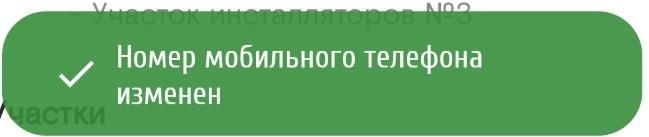 - Участок инсталляторов №3
Номер мобильного телефона
изменен
Участки